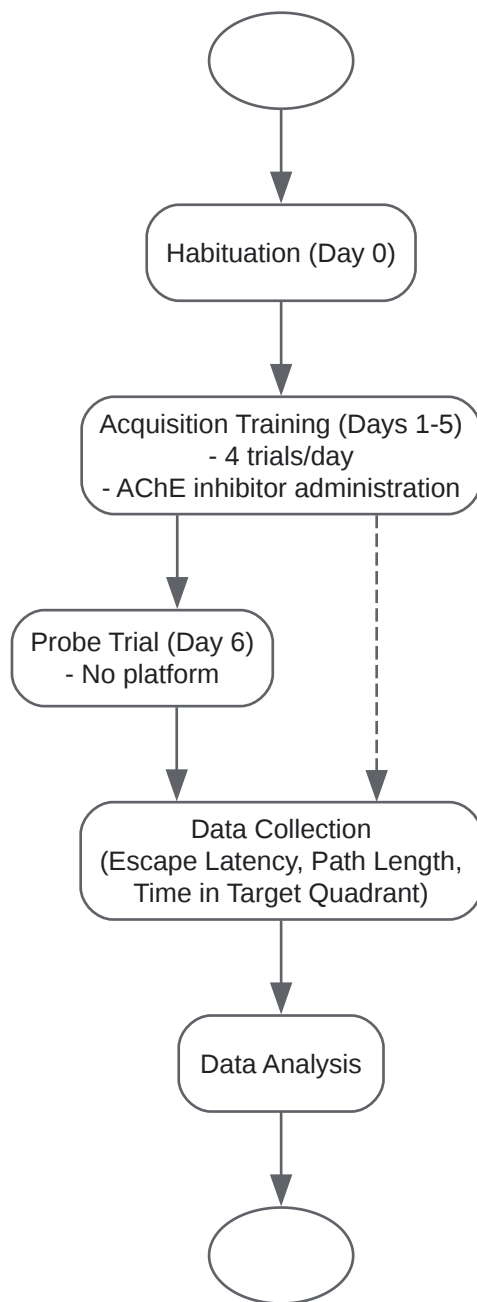 Habituation (Day 0)
Acquisition Training (Days 1-5)
- 4 trials/day
- AChE inhibitor administration
Probe Trial (Day 6)
- No platform
Data Collection
(Escape Latency, Path Length,
Time in Target Quadrant)
Data Analysis